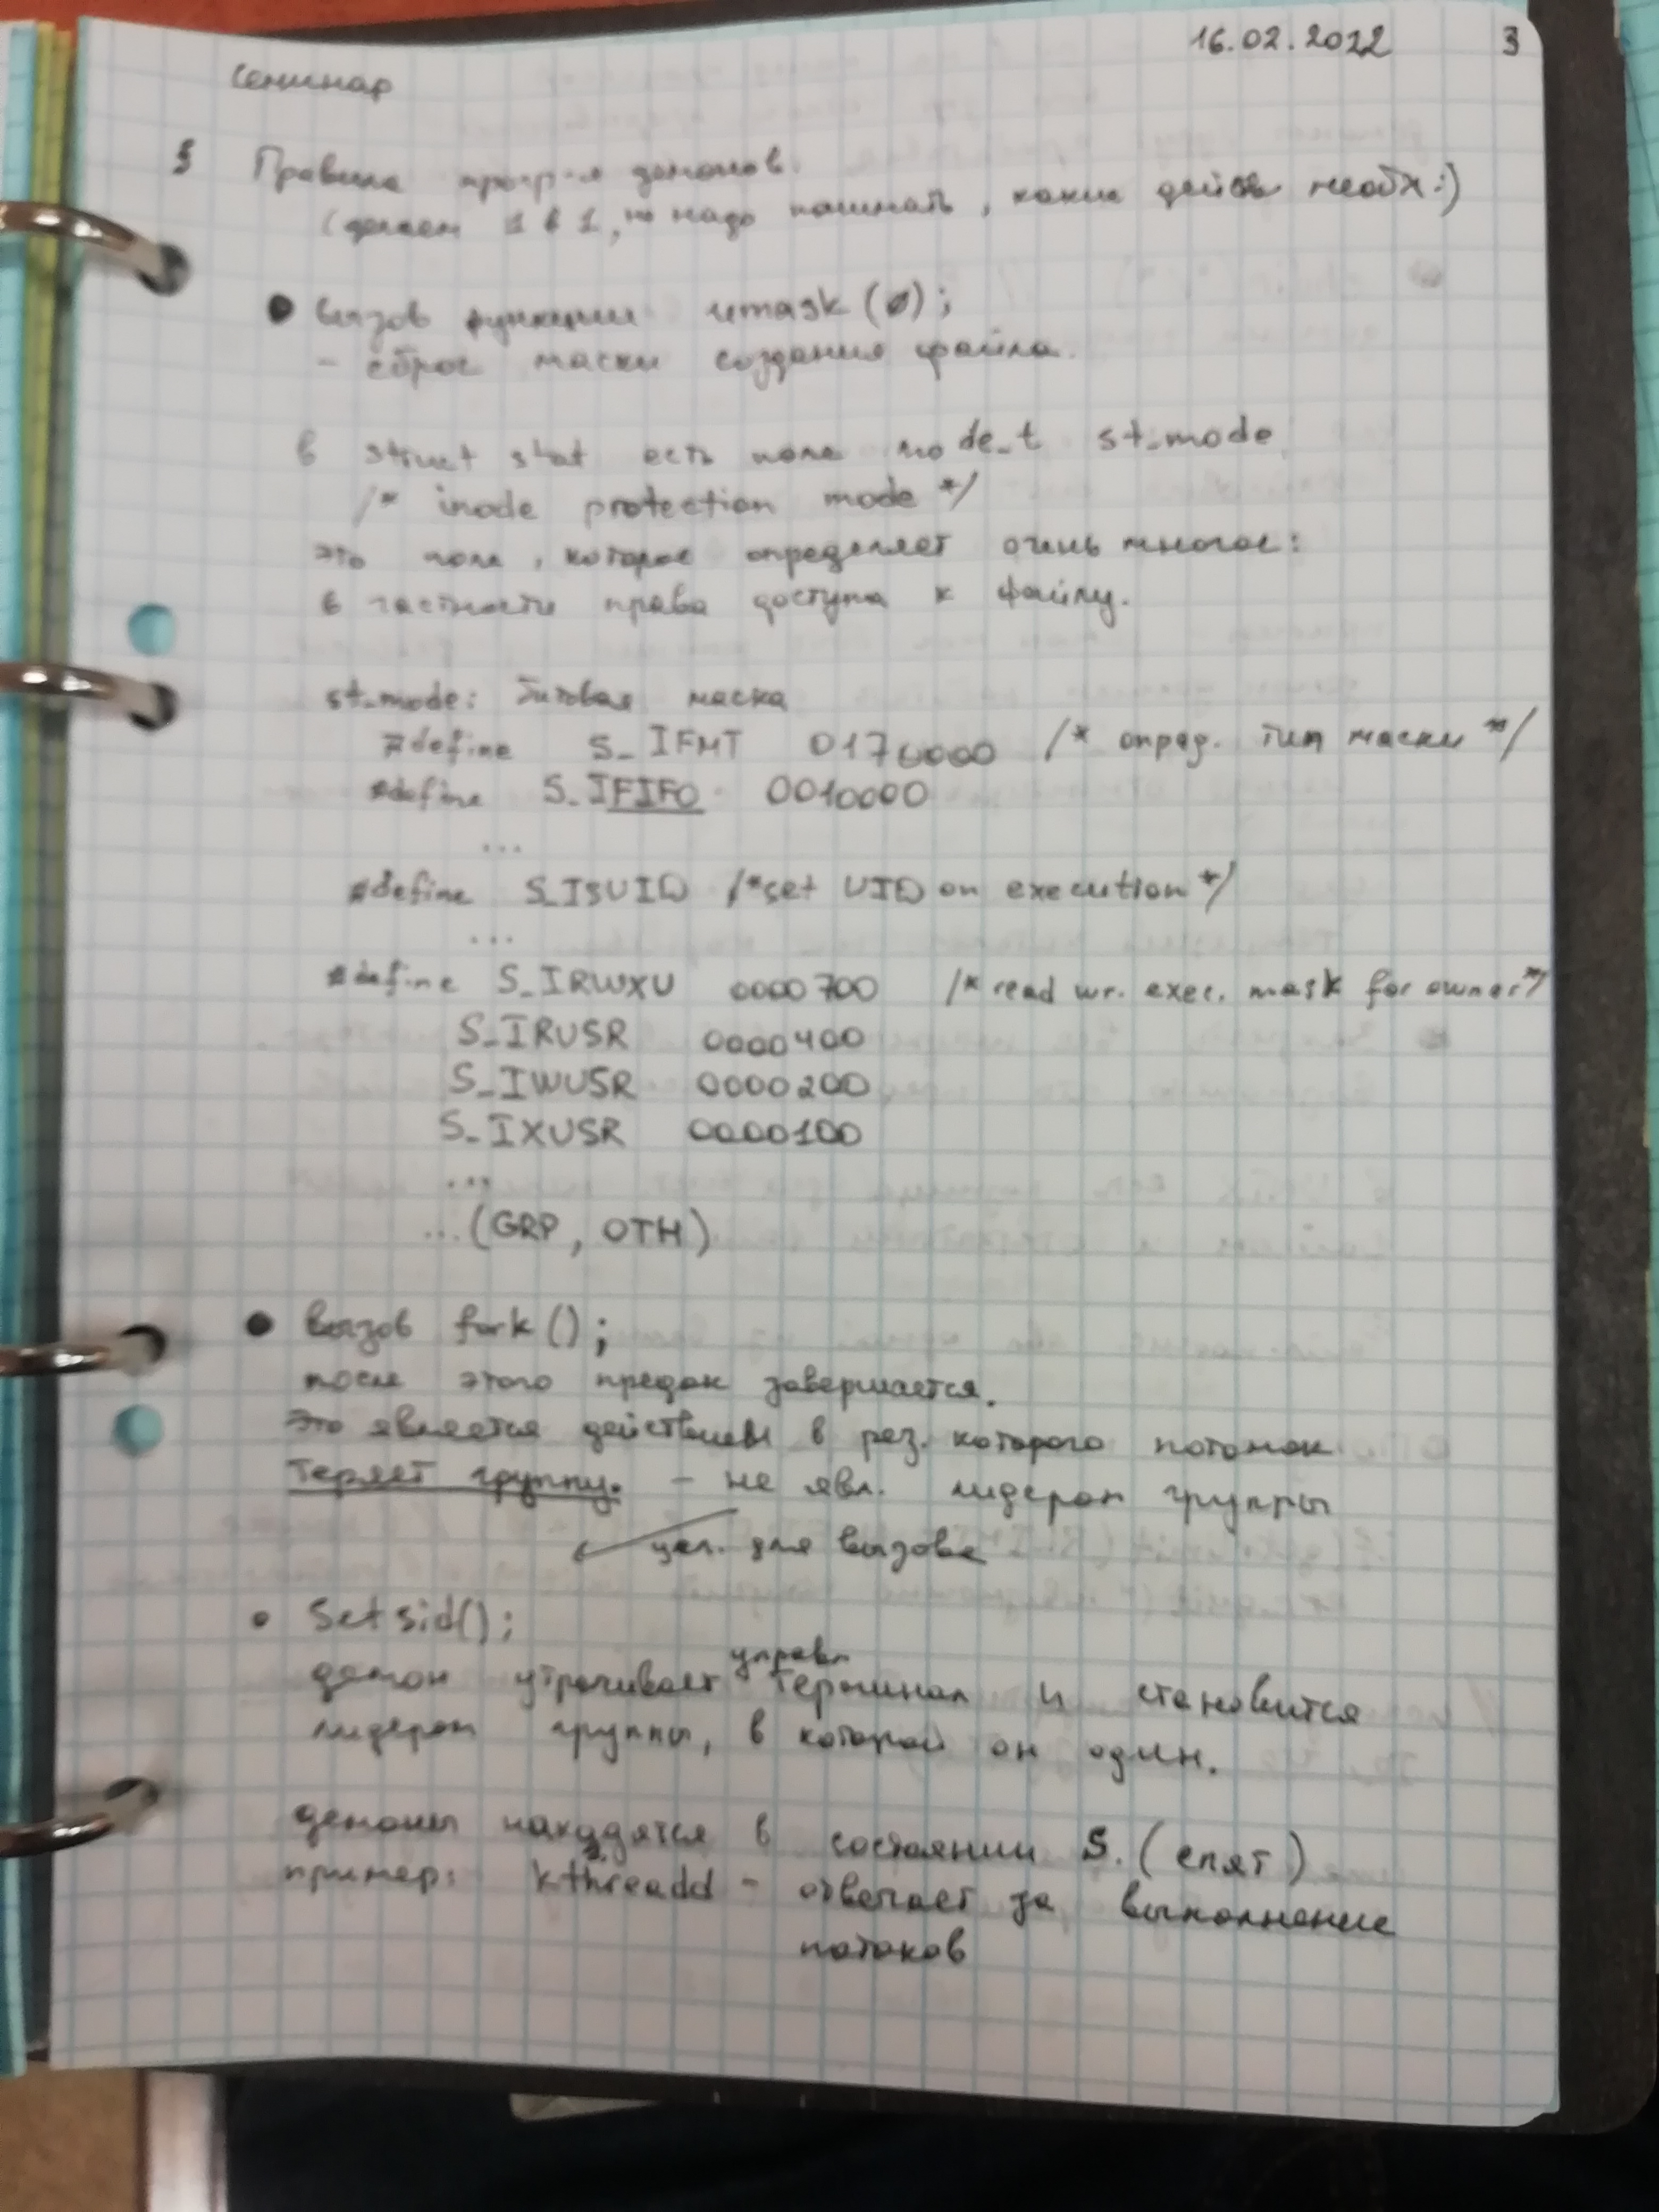 16.02.2022 3
Семинар
§ Правила прогр-я демонов.
(делаем 1 в 1, но надо понимать, какие действ необх:)
● вызов функции umask(ø);
- сброс маски создания файла.
в struct stat есть поле mode_t st_mode
/* inode protection mode */
это поле, которое определяет очень многое:
в частности права доступа к файлу.
st_mode: битовая маска
#define S_IFMT 0176000 /* опред. тип маски */
#define S_IFIFO 0010000
...
#define S_ISUID /*set UID on execution*/
...
#define S_IRWXU 0000700 /* read wr. exec. mask for owner*/
S_IRUSR 0000400
S_IWUSR 0000200
S_IXUSR 0000100
...
...(GRP, OTH)
● вызов fork();
после этого предок завершается.
Это является действием в рез. которого потомок
теряет группу. - не явл. лидером группы
для вызова
• setsid();
управл
демон утрачивает терминал и становится
лидером группы, в которой он один.
демоны находятся в состоянии S. (спят)
пример: kthreadd - отвечает за выполнение
потоков